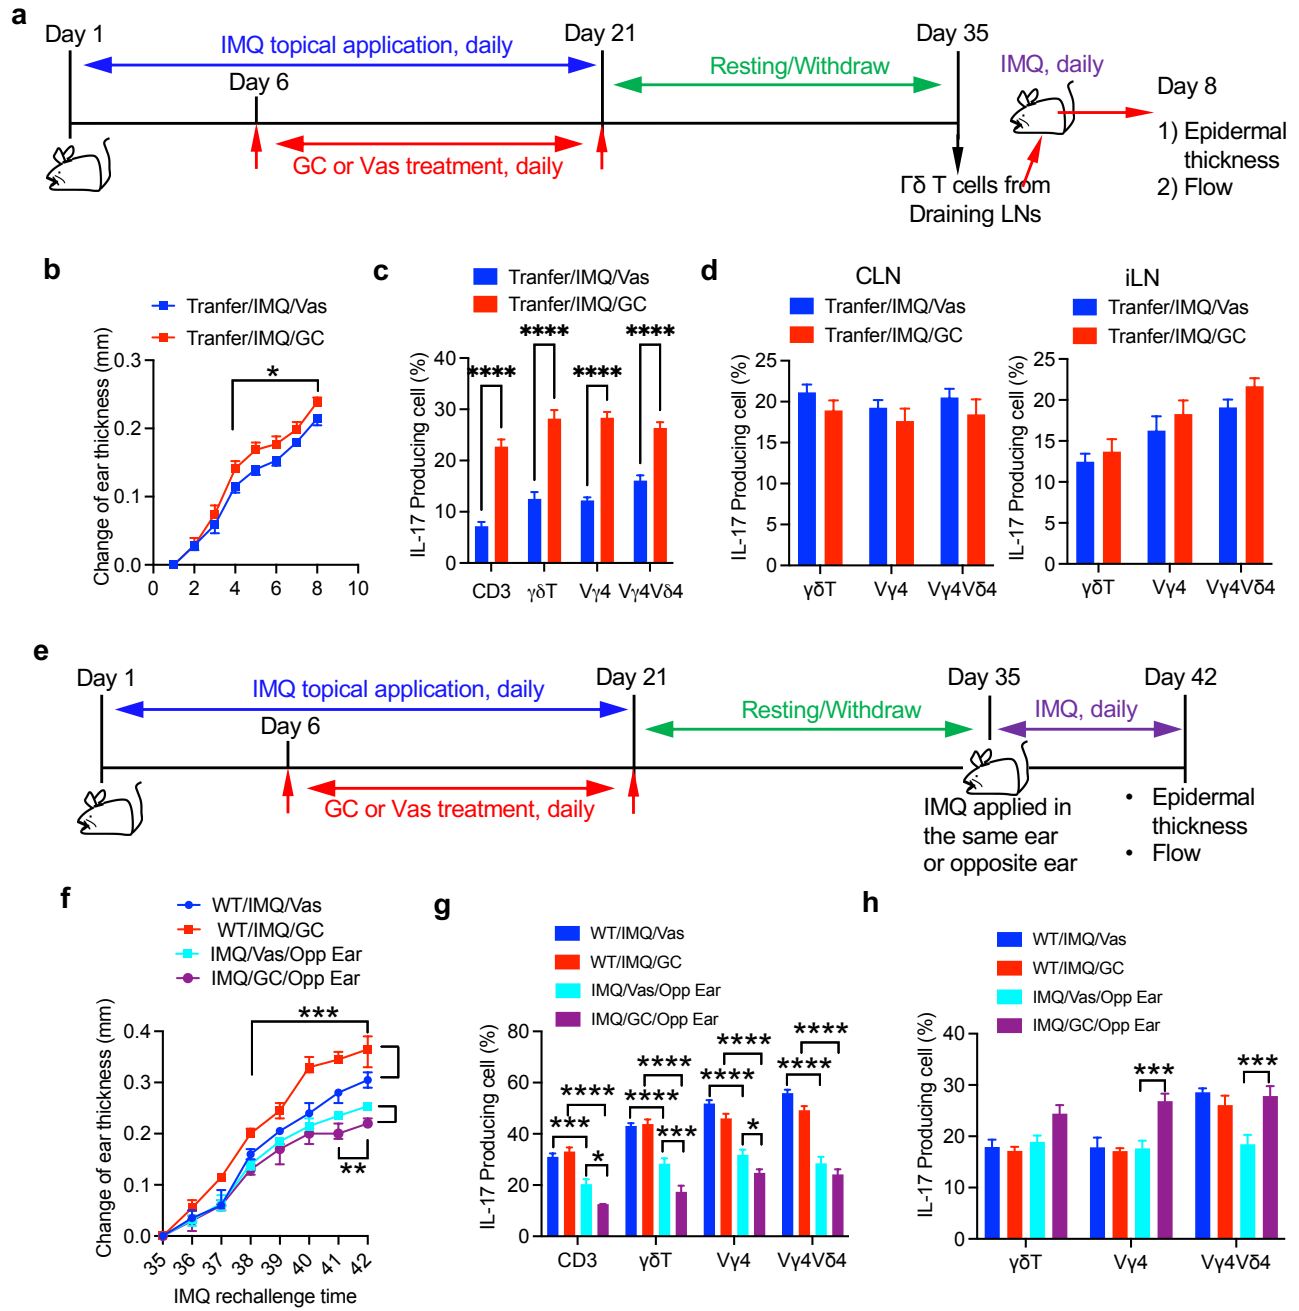 a
Day 1
IMQ topical application, daily
Day 21
Day 35
Day 6
Resting/Withdraw
IMQ, daily
Day 8
GC or Vas treatment, daily
1) Epidermal
thickness
2) Flow
Γδ T cells from
Draining LNs
b
Tranfer/IMQ/Vas
Tranfer/IMQ/GC
Change of ear thickness (mm)
0.3
0.2
0.1
0.0
*
0 2 4 6 8 10
c
Tranfer/IMQ/Vas
Tranfer/IMQ/GC
IL-17 Producing cell (%)
40
30
20
10
0
**** **** **** ****
CD3 γδT Vγ4 Vγ4Vδ4
d
CLN
Tranfer/IMQ/Vas
Tranfer/IMQ/GC
IL-17 Producing cell (%)
25
20
15
10
5
0
γδT Vγ4 Vγ4Vδ4
iLN
Tranfer/IMQ/Vas
Tranfer/IMQ/GC
IL-17 Producing cell (%)
25
20
15
10
5
0
γδT Vγ4 Vγ4Vδ4
e
Day 1
IMQ topical application, daily
Day 21
Day 35
Day 42
Day 6
Resting/Withdraw
IMQ, daily
GC or Vas treatment, daily
IMQ applied in
the same ear
or opposite ear
• Epidermal
thickness
• Flow
f
WT/IMQ/Vas
WT/IMQ/GC
IMQ/Vas/Opp Ear
IMQ/GC/Opp Ear
Change of ear thickness (mm)
0.4
0.3
0.2
0.1
0.0
***
**
35 36 37 38 39 40 41 42
IMQ rechallenge time
g
WT/IMQ/Vas
WT/IMQ/GC
IMQ/Vas/Opp Ear
IMQ/GC/Opp Ear
IL-17 Producing cell (%)
80
60
40
20
0
**** *** *
**** **** ***
**** **** *
**** ****
CD3 γδT Vγ4 Vγ4Vδ4
h
WT/IMQ/Vas
WT/IMQ/GC
IMQ/Vas/Opp Ear
IMQ/GC/Opp Ear
IL-17 Producing cell (%)
40
30
20
10
0
*** ***
γδT Vγ4 Vγ4Vδ4